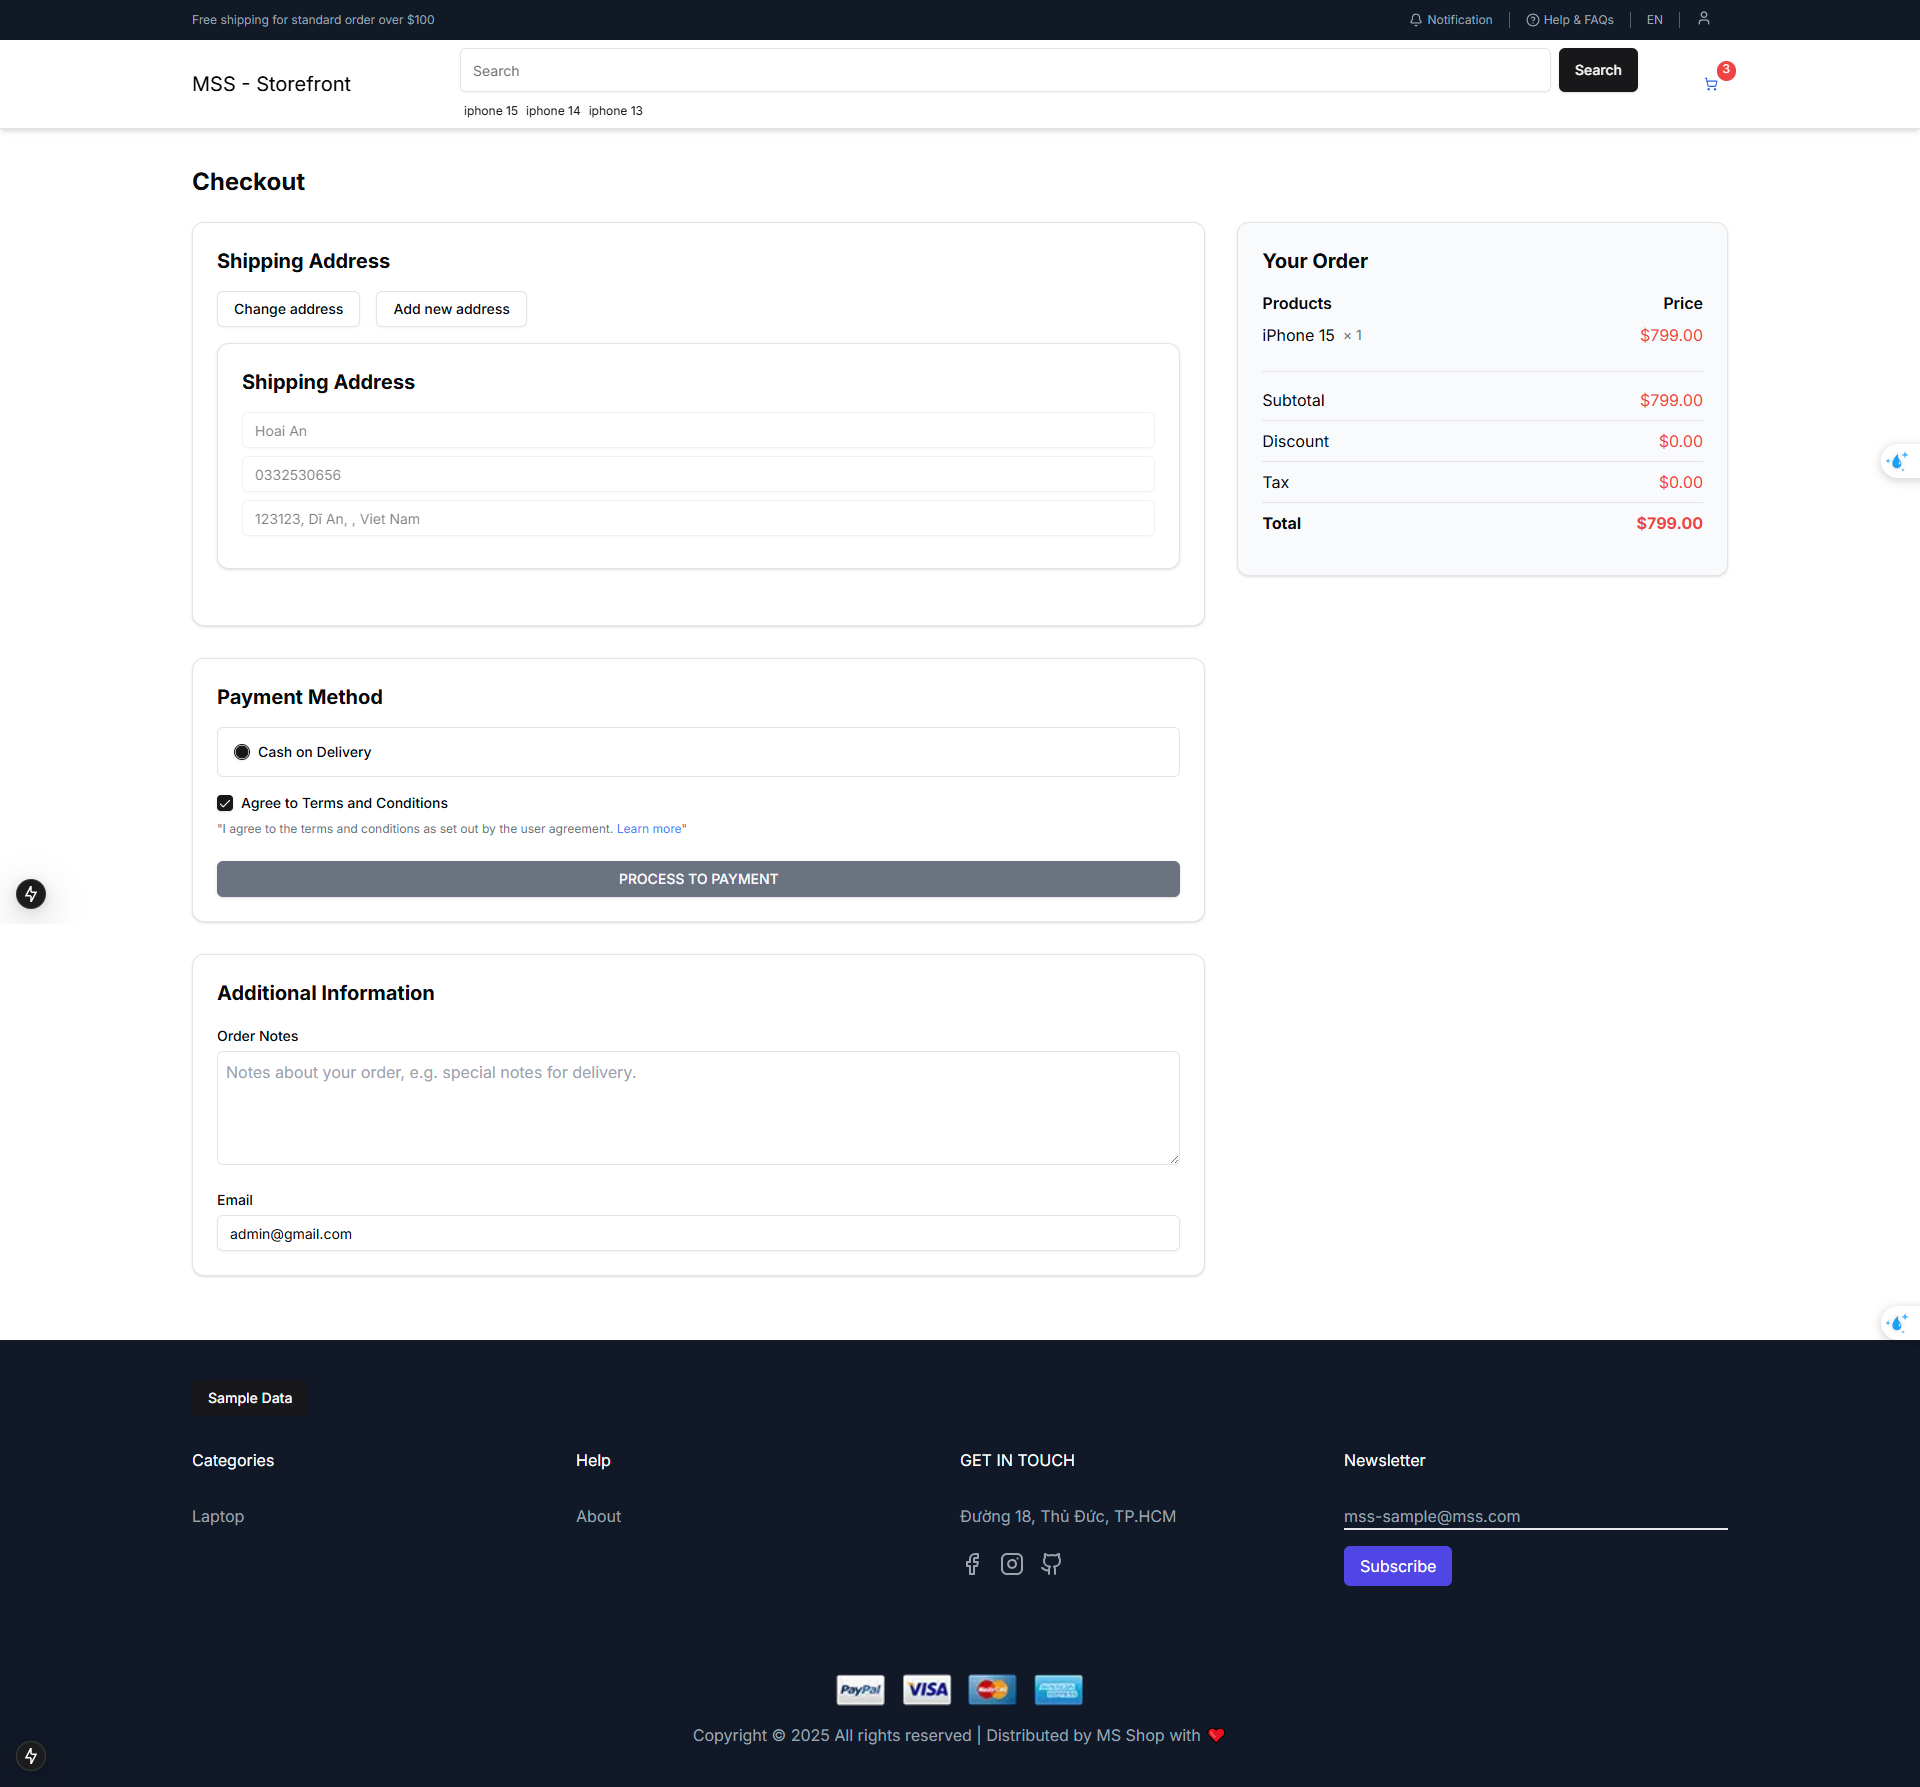 Free shipping for standard order over $100
Notification
Help & FAQs
EN
MSS - Storefront
Search
Search
3
iphone 15 iphone 14 iphone 13
Checkout
Shipping Address
Change address
Add new address
Shipping Address
Hoai An
0332530656
123123, Dĩ An, , Viet Nam
Your Order
Products Price
iPhone 15 × 1 $799.00
Subtotal $799.00
Discount $0.00
Tax $0.00
Total $799.00
Payment Method
Cash on Delivery
Agree to Terms and Conditions
"I agree to the terms and conditions as set out by the user agreement. Learn more"
PROCESS TO PAYMENT
Additional Information
Order Notes
Notes about your order, e.g. special notes for delivery.
Email
admin@gmail.com
Sample Data
Categories
Laptop
Help
About
GET IN TOUCH
Đường 18, Thủ Đức, TP.HCM
Newsletter
mss-sample@mss.com
Subscribe
PayPal
VISA
MasterCard
AMERICAN EXPRESS
Copyright © 2025 All rights reserved | Distributed by MS Shop with